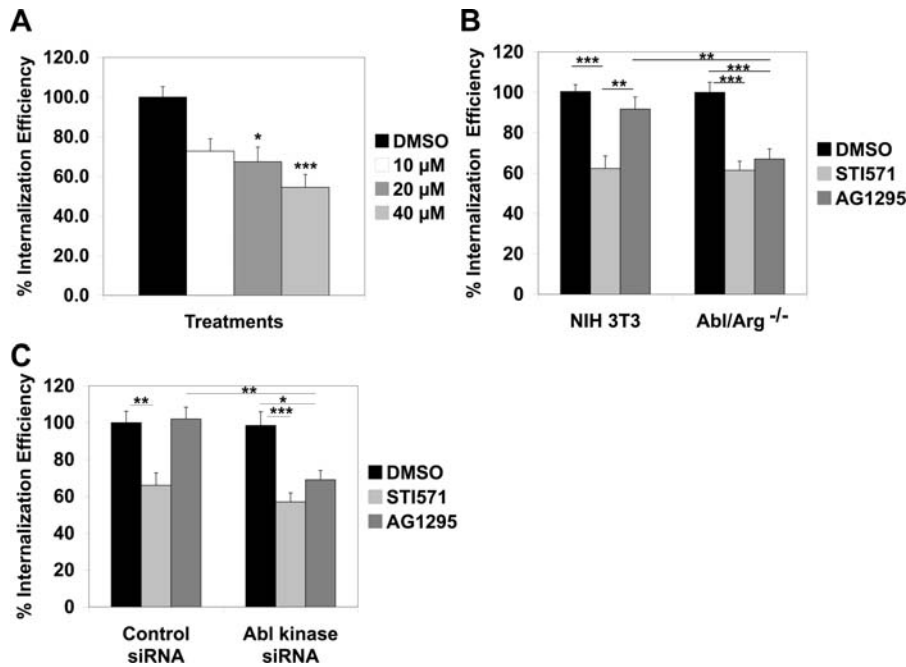 A
% Internalization Efficiency
120.0
100.0
80.0
60.0
40.0
20.0
0.0
*
***
Treatments
DMSO
10 µM
20 µM
40 µM
B
% Internalization Efficiency
120
100
80
60
40
20
0
***
**
**
***
***
NIH 3T3
Abl/Arg -/-
DMSO
STI571
AG1295
C
% Internalization Efficiency
120
100
80
60
40
20
0
**
**
*
***
Control
siRNA
Abl kinase
siRNA
DMSO
STI571
AG1295